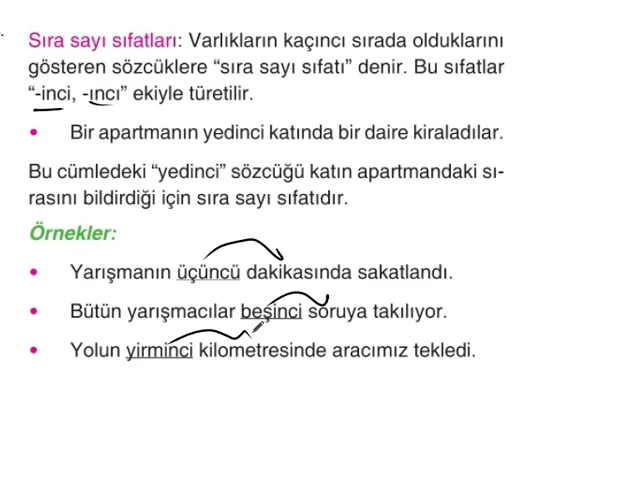 Sıra sayı sıfatları: Varlıkların kaçıncı sırada olduklarını
gösteren sözcüklere “sıra sayı sıfatı” denir. Bu sıfatlar
“-inci, -ıncı” ekiyle türetilir.
• Bir apartmanın yedinci katında bir daire kiraladılar.
Bu cümledeki “yedinci” sözcüğü katın apartmandaki sı-
rasını bildirdiği için sıra sayı sıfatıdır.
Örnekler:
• Yarışmanın üçüncü dakikasında sakatlandı.
• Bütün yarışmacılar beşinci soruya takılıyor.
• Yolun yirminci kilometresinde aracımız tekledi.